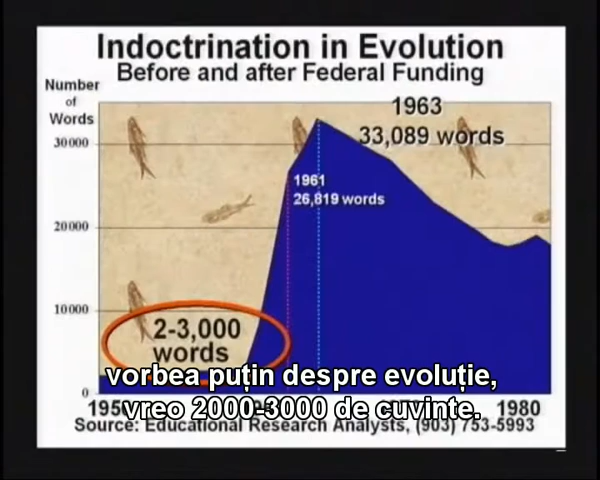 Indoctrination in Evolution
Before and after Federal Funding
Number
of
Words
1963
33,089 words
30000
1961
26,819 words
20000
10000
2-3,000
words
0
vorbea puțin despre evoluție,
vreo 2000-3000 de cuvinte.
1950
1980
Source: Educational Research Analysts, (903) 753-5993